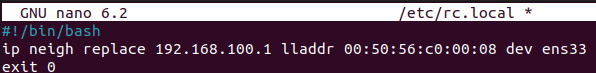 GNU nano 6.2 /etc/rc.local *
#!/bin/bash
ip neigh replace 192.168.100.1 lladdr 00:50:56:c0:00:08 dev ens33
exit 0